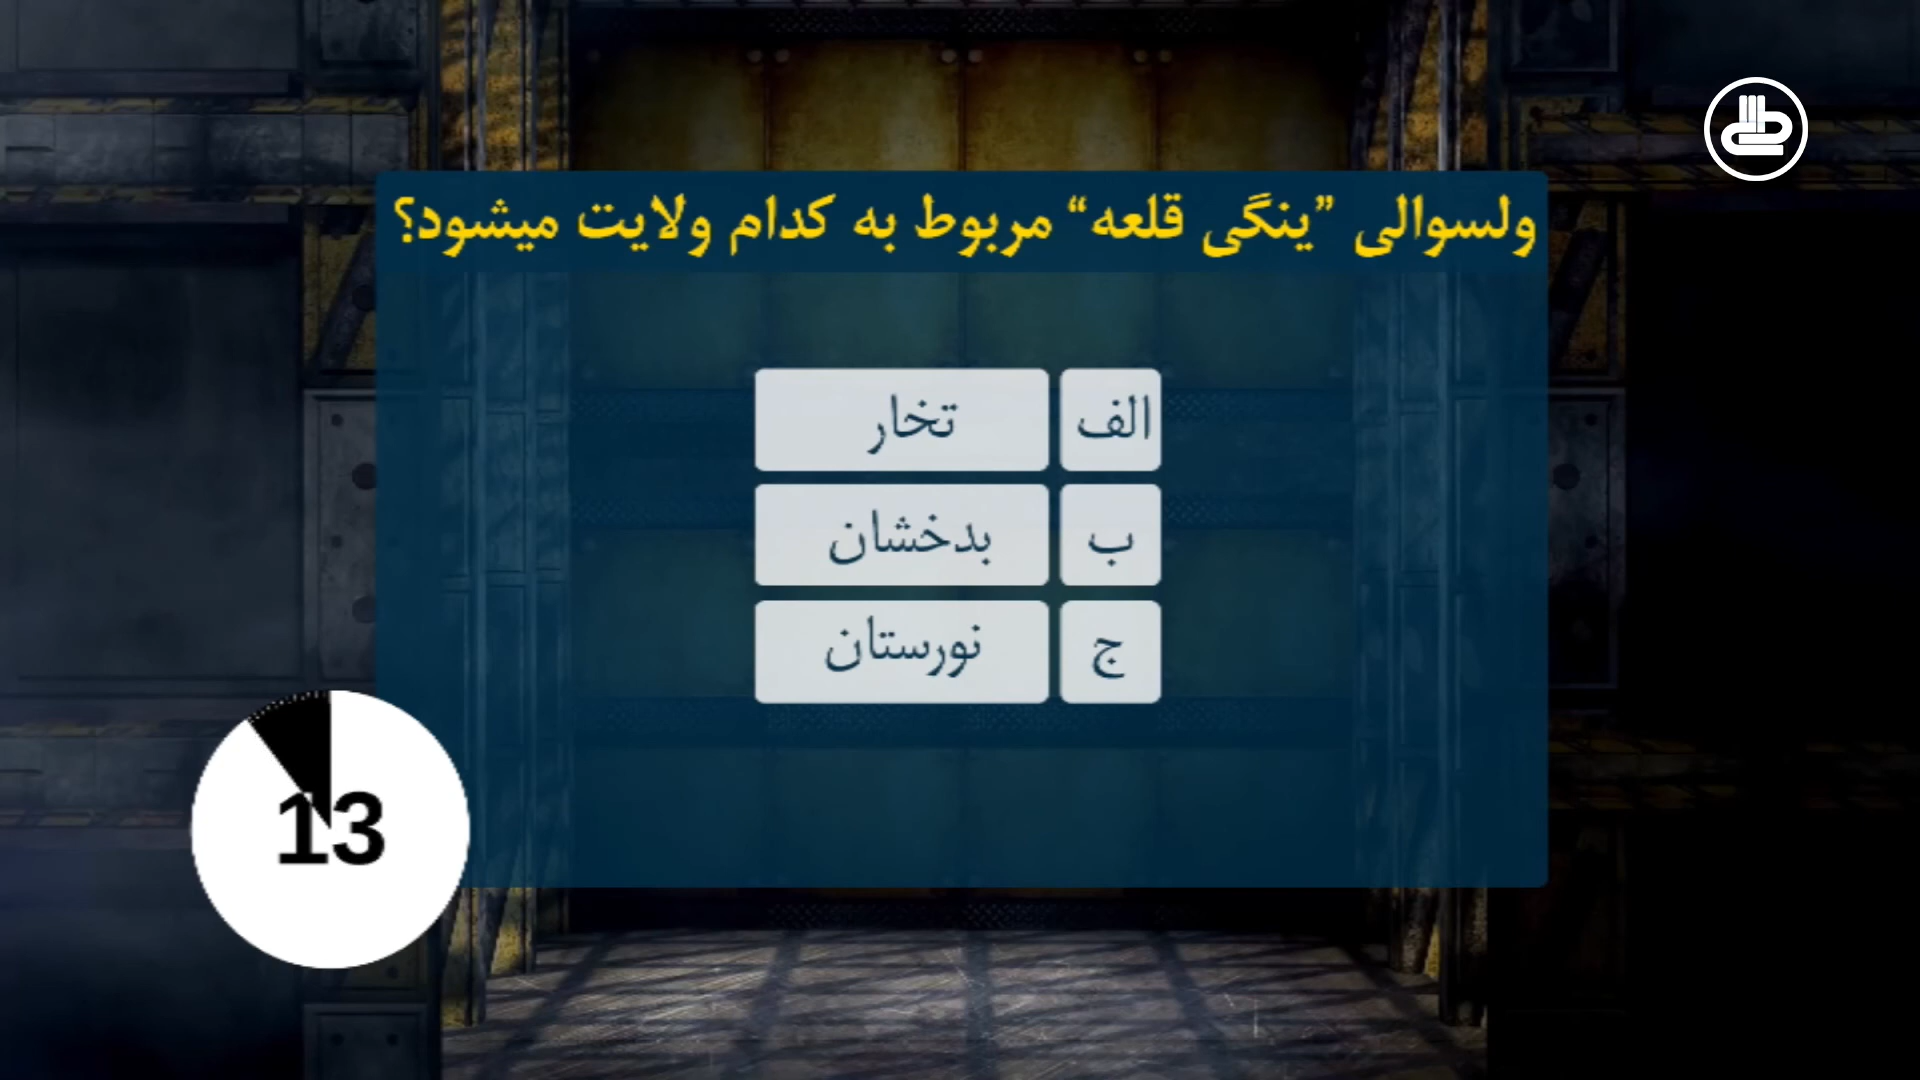 ولسوالی ”ینگی قلعه“ مربوط به کدام ولایت میشود؟
الف تخار
ب بدخشان
ج نورستان
13